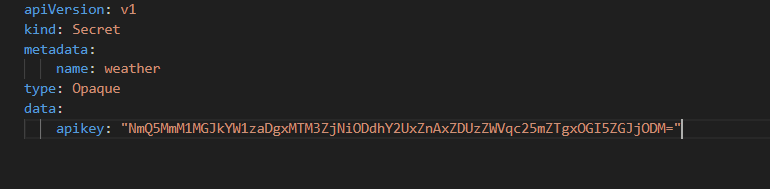 apiVersion: v1
kind: Secret
metadata:
name: weather
type: Opaque
data:
apikey: "NmQ5MmM1MGJkYW1zaDgxMTM3ZjNiODdhY2UxZnAxZDUzZWVqc25mZTgxOGI5ZGJjODM="